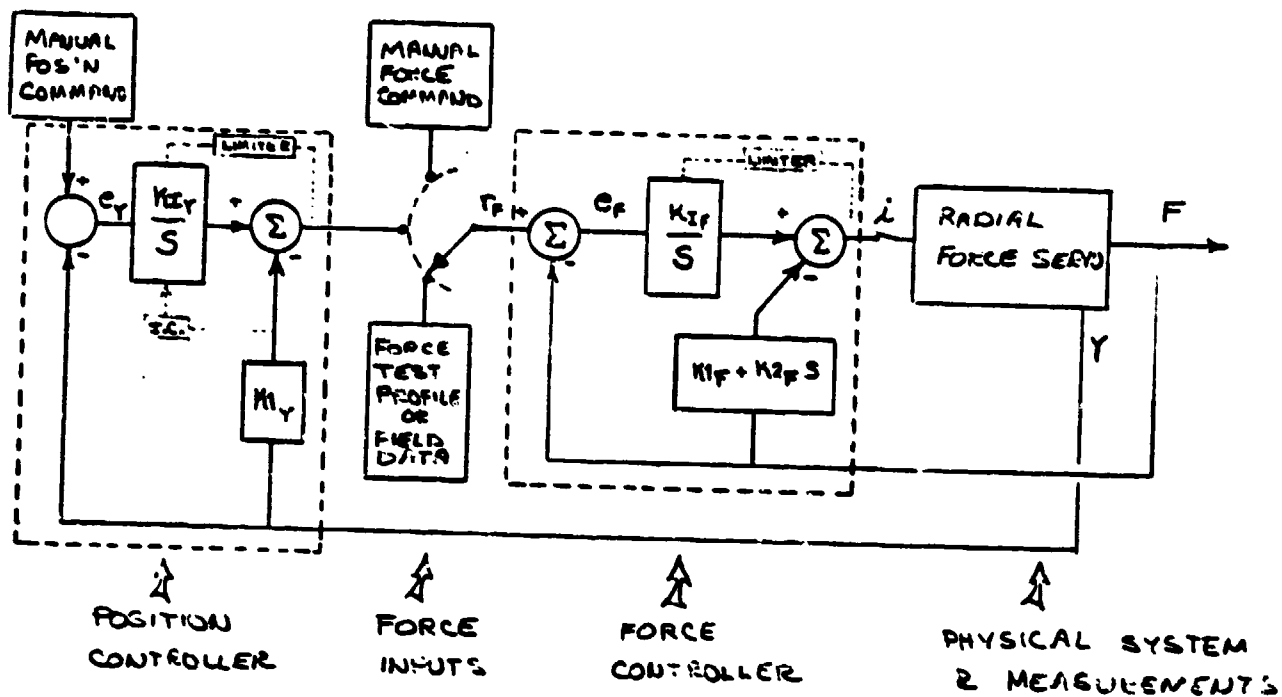 MANUAL
POS'N
COMMAND
MANUAL
FORCE
COMMAND
LIMITER
LIMITER
+
e_Y
K_IY
S
+
Σ
-
-
I.C.
K1_Y
r_F
+
Σ
-
e_F
K_IF
S
+
Σ
-
i
RADIAL
FORCE SERVO
F
Y
K1_F + K2_F S
FORCE
TEST
PROFILE
OR
FIELD
DATA
POSITION
CONTROLLER
FORCE
INPUTS
FORCE
CONTROLLER
PHYSICAL SYSTEM
& MEASUREMENTS